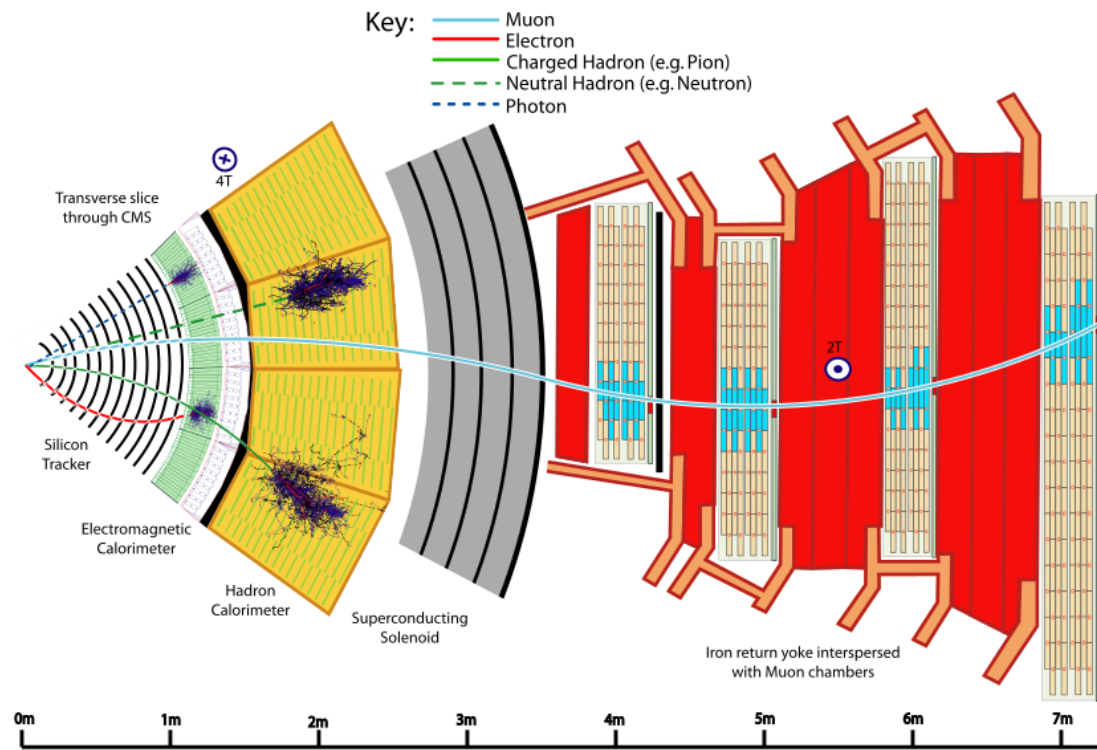 Key:
Muon
Electron
Charged Hadron (e.g. Pion)
Neutral Hadron (e.g. Neutron)
Photon
4T
Transverse slice
through CMS
2T
Silicon
Tracker
Electromagnetic
Calorimeter
Hadron
Calorimeter
Superconducting
Solenoid
Iron return yoke interspersed
with Muon chambers
0m 1m 2m 3m 4m 5m 6m 7m